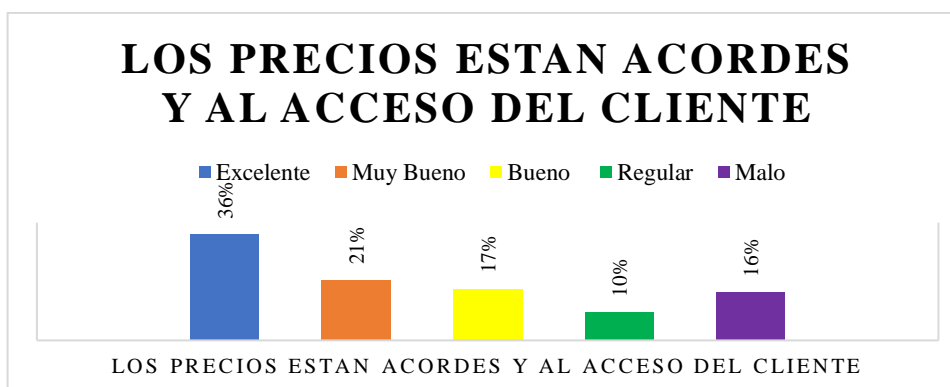 LOS PRECIOS ESTAN ACORDES
Y AL ACCESO DEL CLIENTE
Excelente Muy Bueno Bueno Regular Malo
36%
21%
17%
10%
16%
LOS PRECIOS ESTAN ACORDES Y AL ACCESO DEL CLIENTE